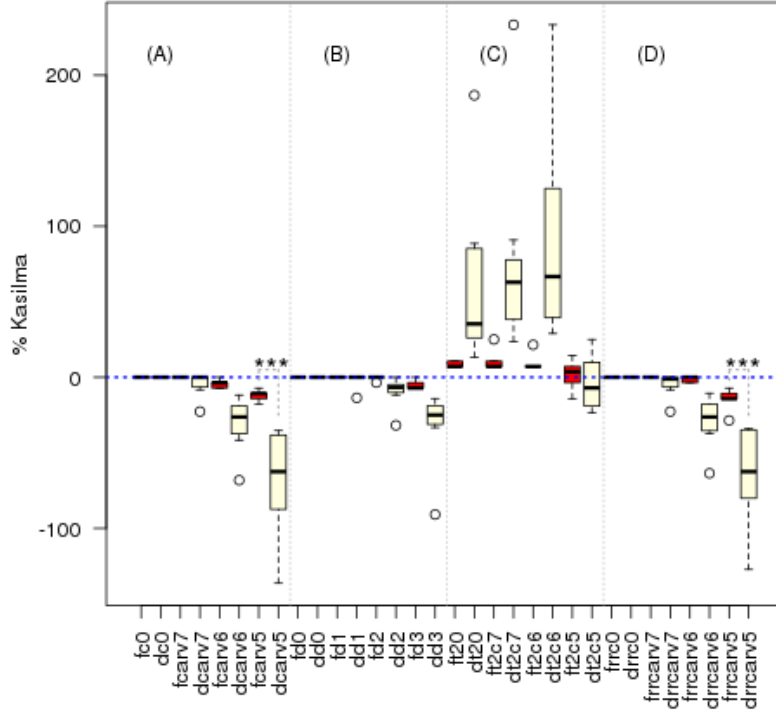 (A) (B) (C) (D)
200
100
0
-100
% Kasilma
*** ***
fc0 dc0 fcarv7 dcarv7 fcarv6 dcarv6 fcarv5 dcarv5 fd0 dd0 fd1 dd1 fd2 dd2 fd3 dd3 ft20 dt20 ft2c7 dt2c7 ft2c6 dt2c6 ft2c5 dt2c5 frrc0 drrc0 frrcarv7 drrcarv7 frrcarv6 drrcarv6 frrcarv5 drrcarv5